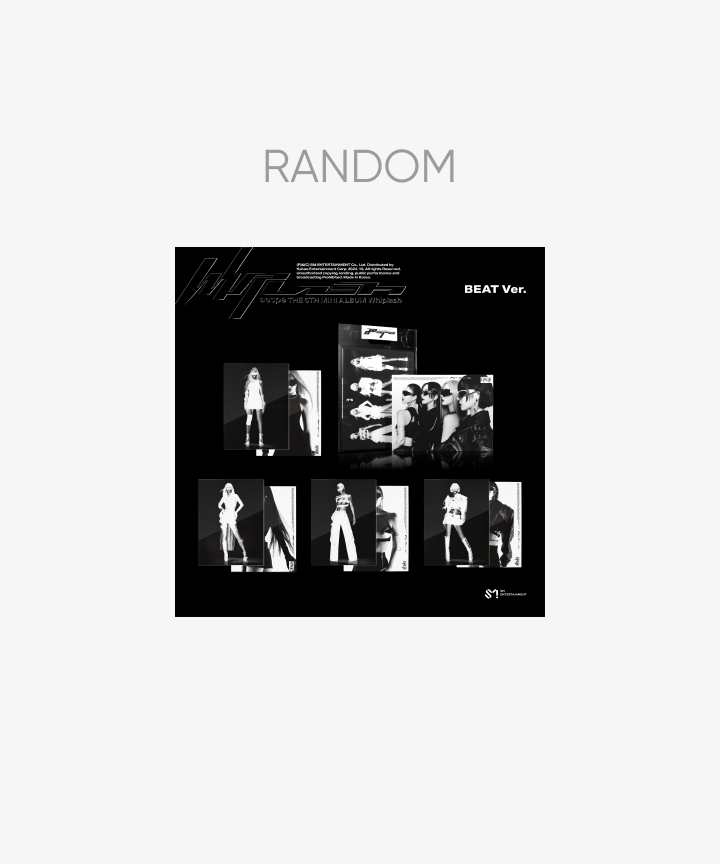 RANDOM
(P)&(C) SM ENTERTAINMENT Co., Ltd. Distributed by
Kakao Entertainment Corp. 2024. 10. All rights Reserved.
Unauthorized copying lending, public performance and
broadcasting Prohibited. Made in Korea.
Whiplash
aespa THE 5TH MINI ALBUM Whiplash
BEAT Ver.
SM
ENTERTAINMENT